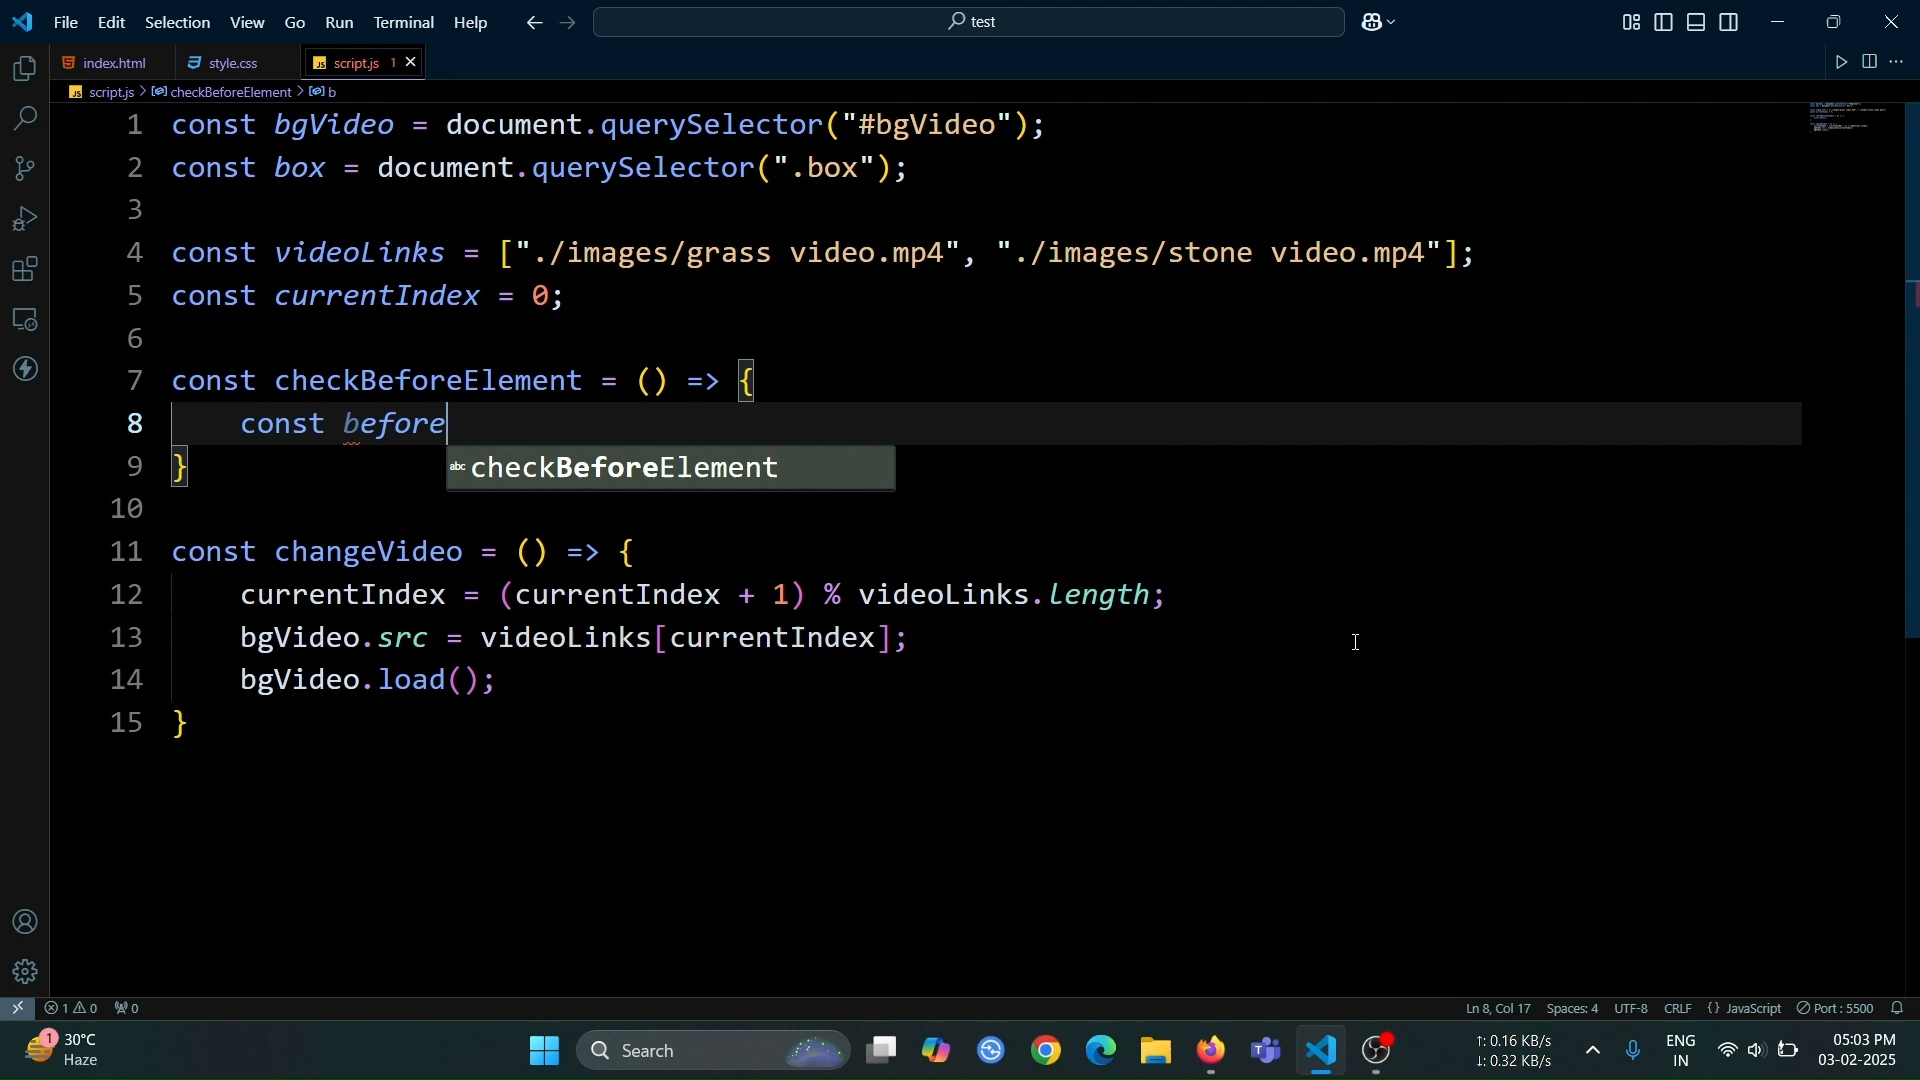 File Edit Selection View Go Run Terminal Help
test
index.html
style.css
script.js 1
script.js > checkBeforeElement > b
1 const bgVideo = document.querySelector("#bgVideo");
2 const box = document.querySelector(".box");
3
4 const videoLinks = ["./images/grass video.mp4", "./images/stone video.mp4"];
5 const currentIndex = 0;
6
7 const checkBeforeElement = () => {
8 const before
9 }
abc checkBeforeElement
10
11 const changeVideo = () => {
12 currentIndex = (currentIndex + 1) % videoLinks.length;
13 bgVideo.src = videoLinks[currentIndex];
14 bgVideo.load();
15 }
1 0 0
Ln 8, Col 17 Spaces: 4 UTF-8 CRLF {} JavaScript Port : 5500
1
30°C
Haze
Search
↑: 0.16 KB/s
↓: 0.32 KB/s
ENG
IN
05:03 PM
03-02-2025